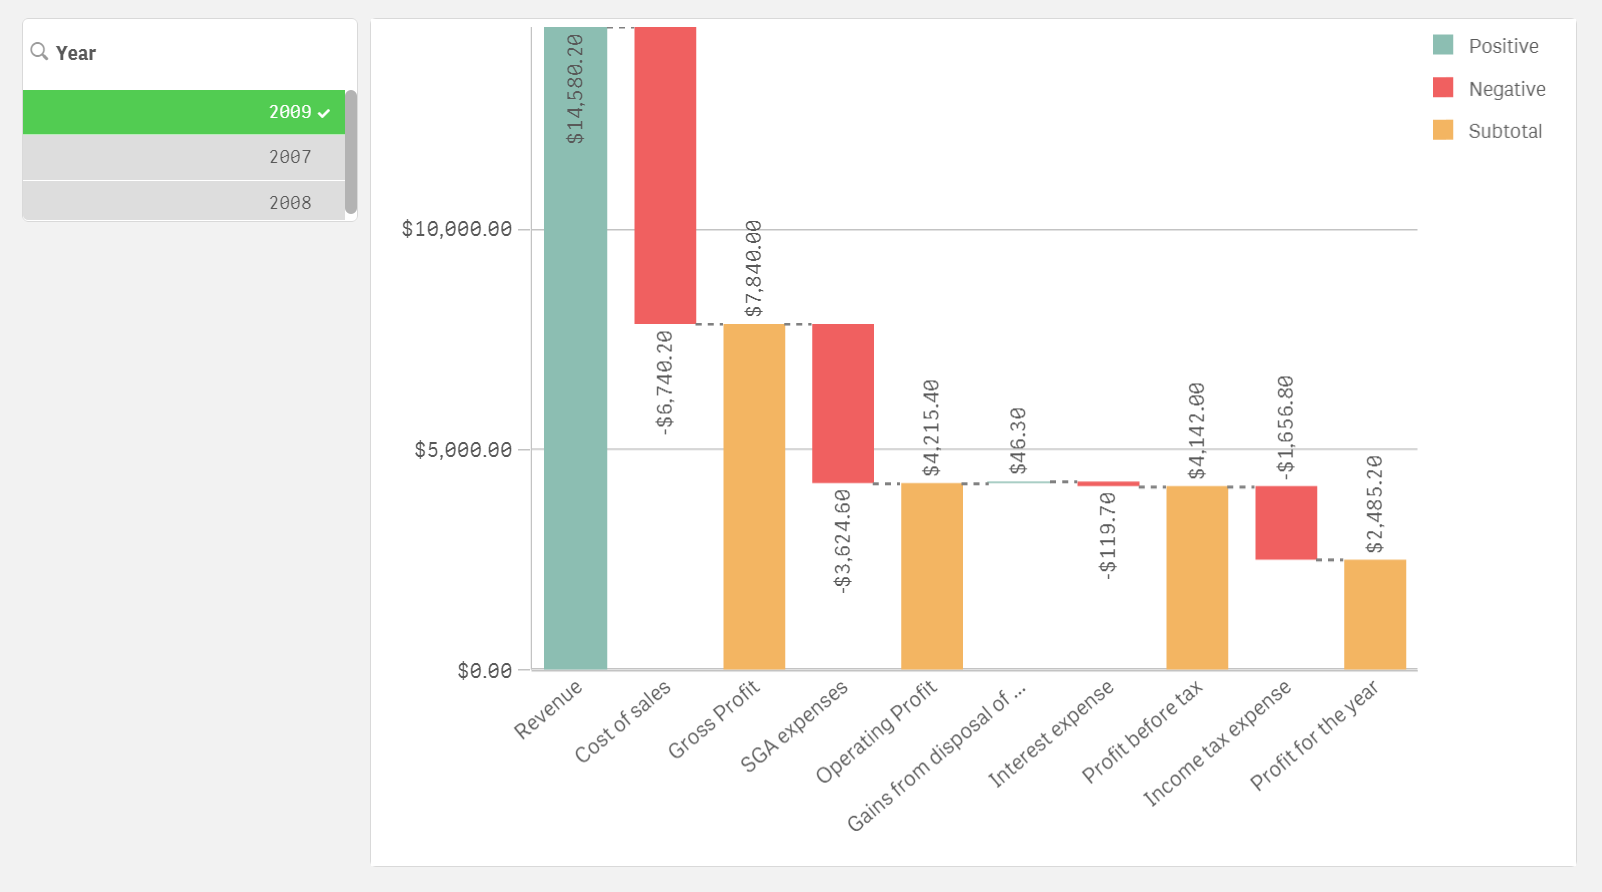 Year
2009
2007
2008
Positive
Negative
Subtotal
$10,000.00
$5,000.00
$0.00
$14,580.20
-$6,740.20
$7,840.00
-$3,624.60
$4,215.40
$46.30
-$119.70
$4,142.00
-$1,656.80
$2,485.20
Revenue
Cost of sales
Gross Profit
SGA expenses
Operating Profit
Gains from disposal of ...
Interest expense
Profit before tax
Income tax expense
Profit for the year